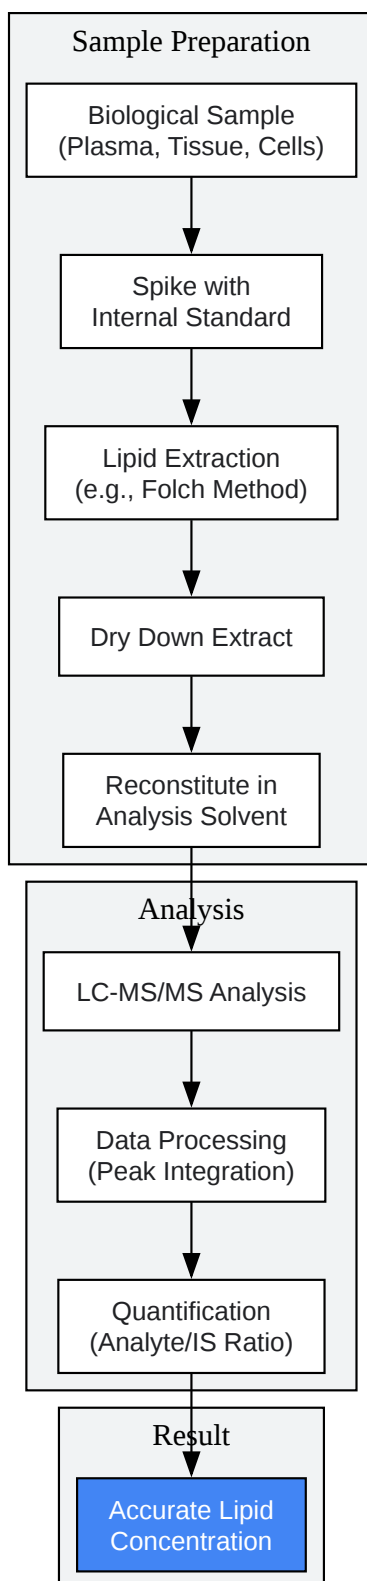 Sample Preparation
Biological Sample
(Plasma, Tissue, Cells)
Spike with
Internal Standard
Lipid Extraction
(e.g., Folch Method)
Dry Down Extract
Reconstitute in
Analysis Solvent
Analysis
LC-MS/MS Analysis
Data Processing
(Peak Integration)
Quantification
(Analyte/IS Ratio)
Result
Accurate Lipid
Concentration